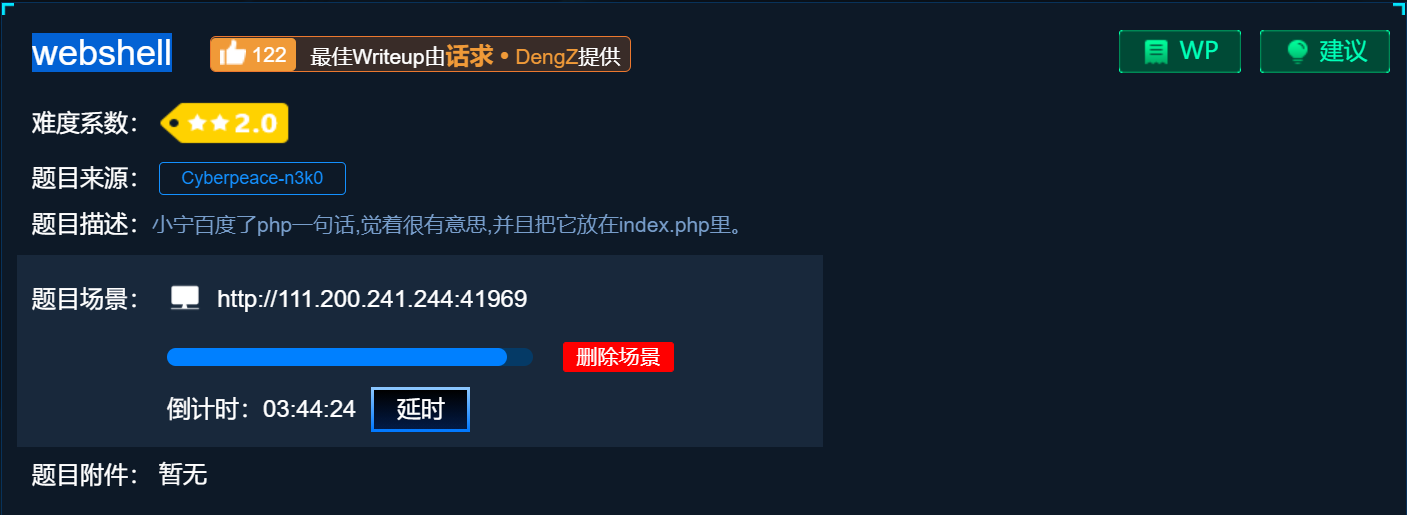 webshell 122 最佳Writeup由话求·DengZ提供 WP 建议
难度系数： 2.0
题目来源： Cyberpeace-n3k0
题目描述：小宁百度了php一句话,觉着很有意思,并且把它放在index.php里。
题目场景： http://111.200.241.244:41969
删除场景
倒计时：03:44:24 延时
题目附件： 暂无